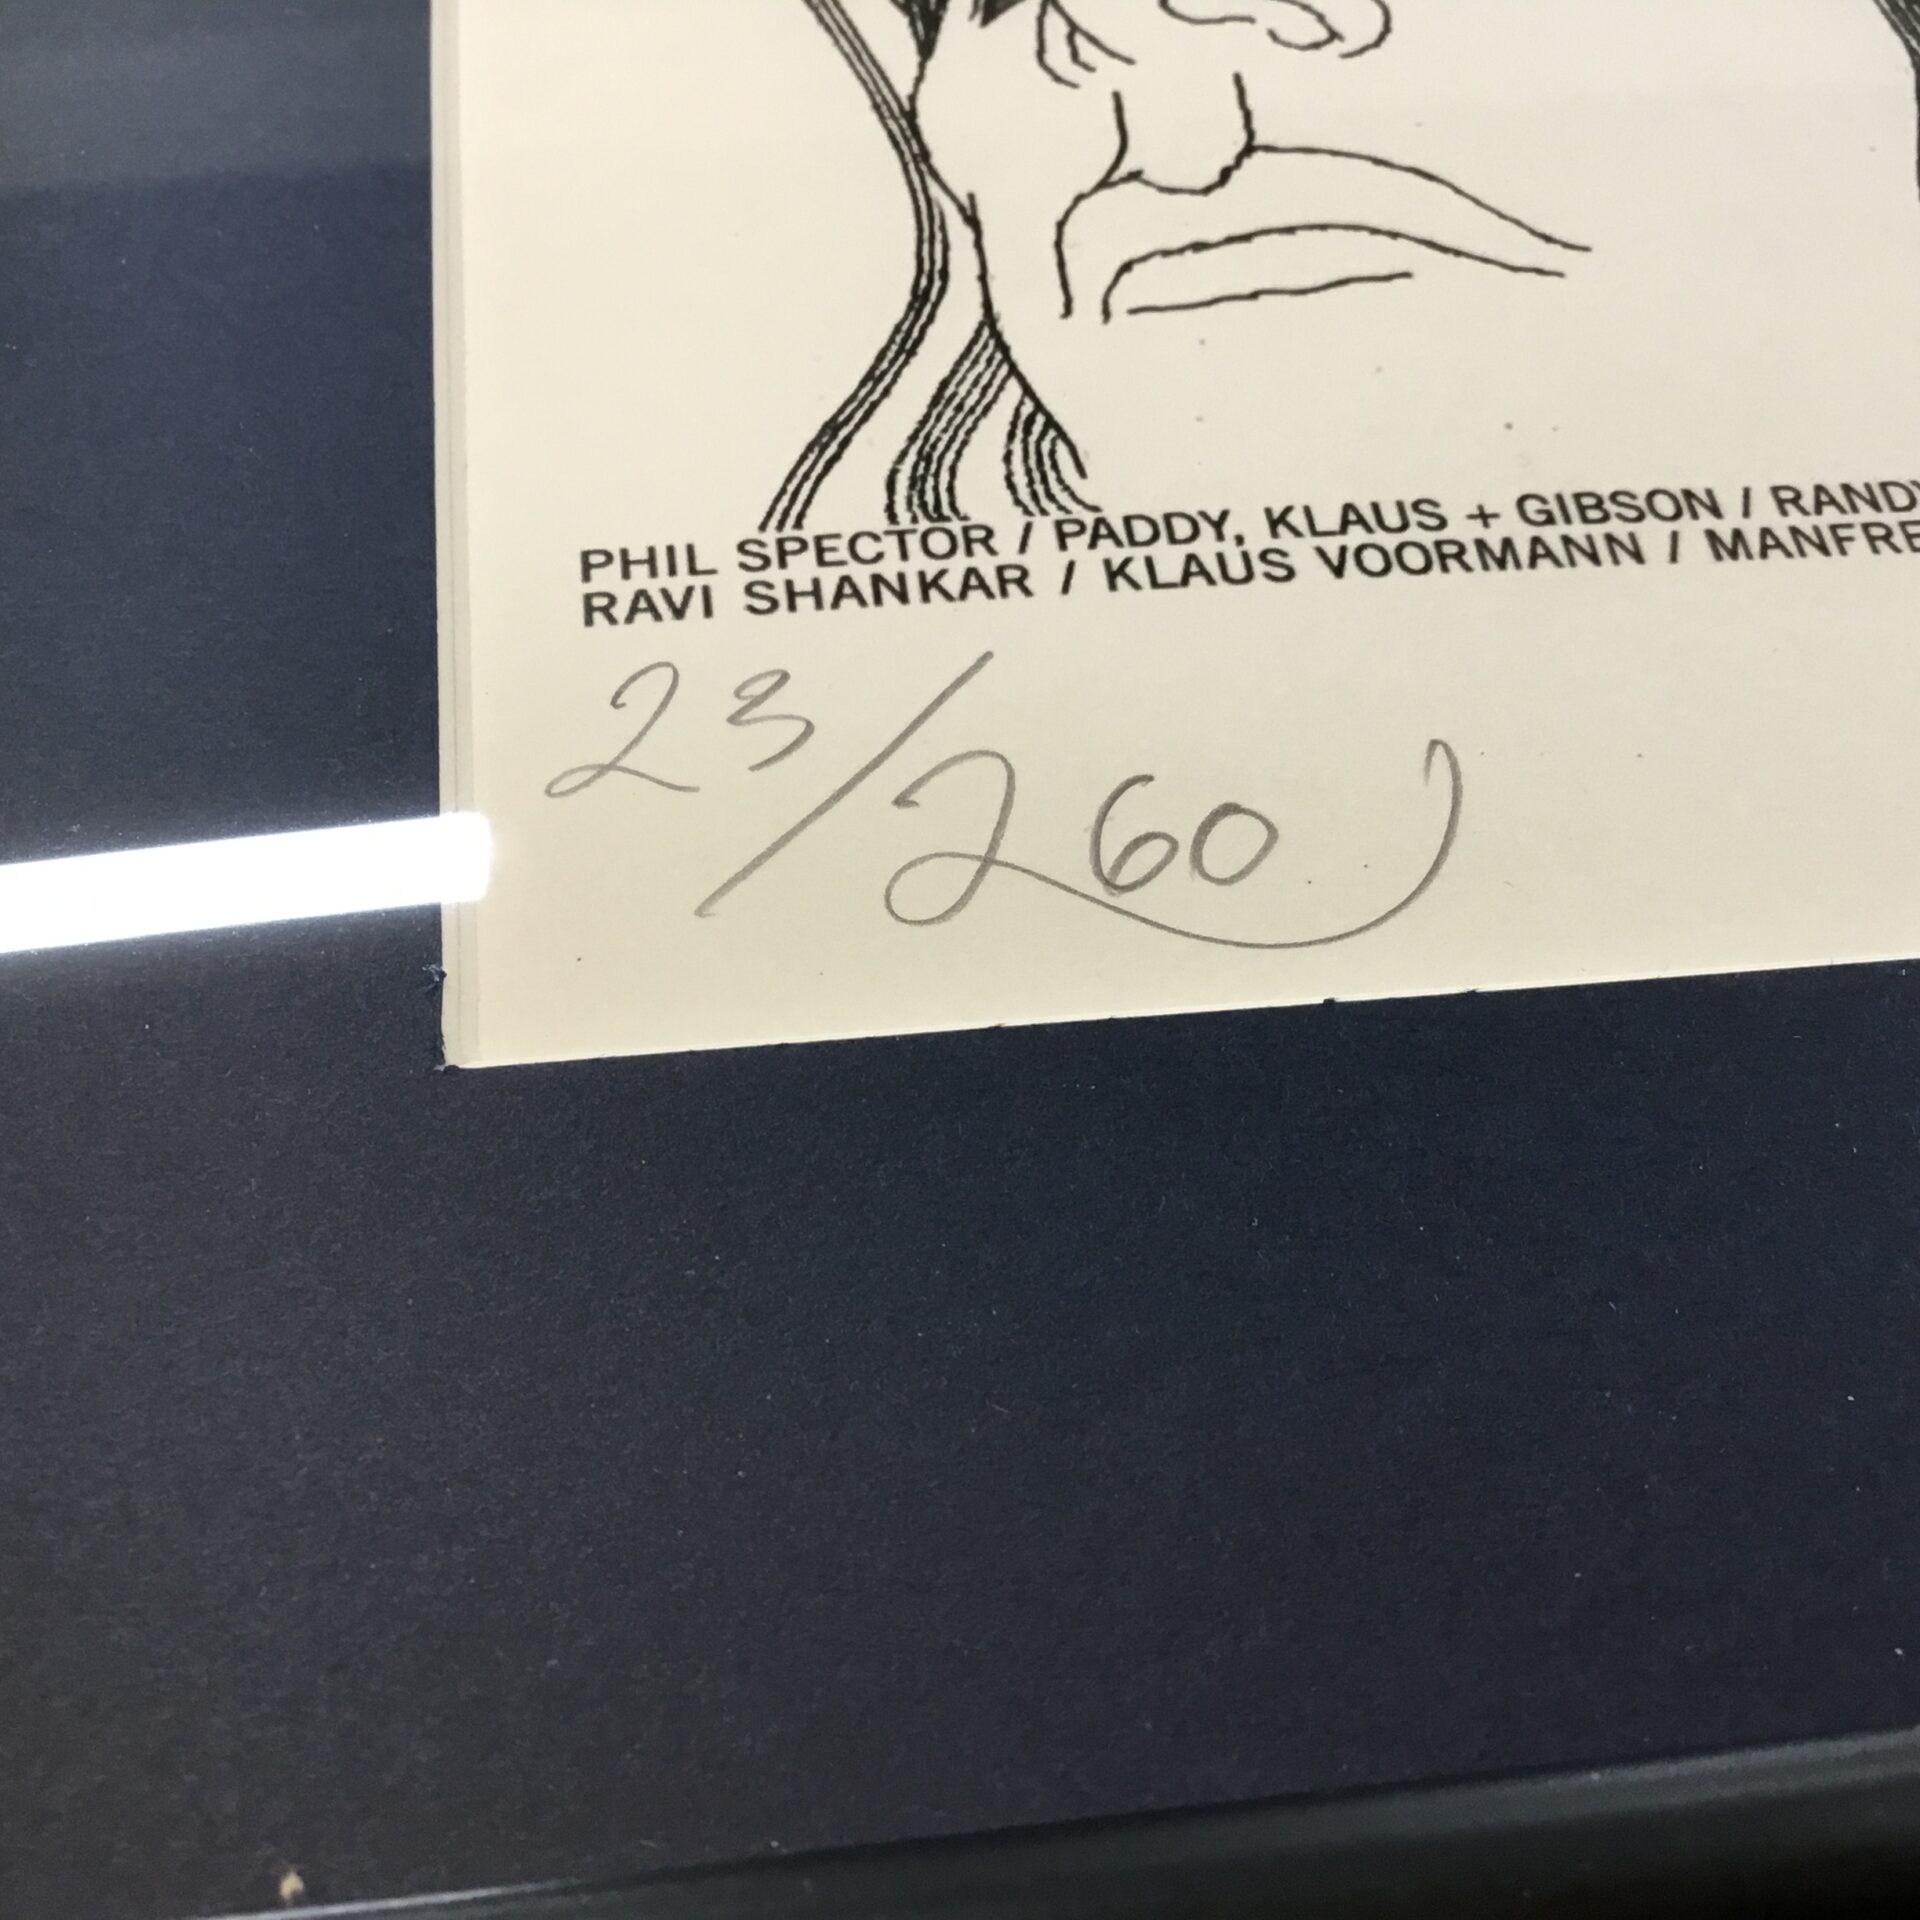 PHIL SPECTOR / PADDY, KLAUS + GIBSON / RANDY
RAVI SHANKAR / KLAUS VOORMANN / MANFRE
23/260